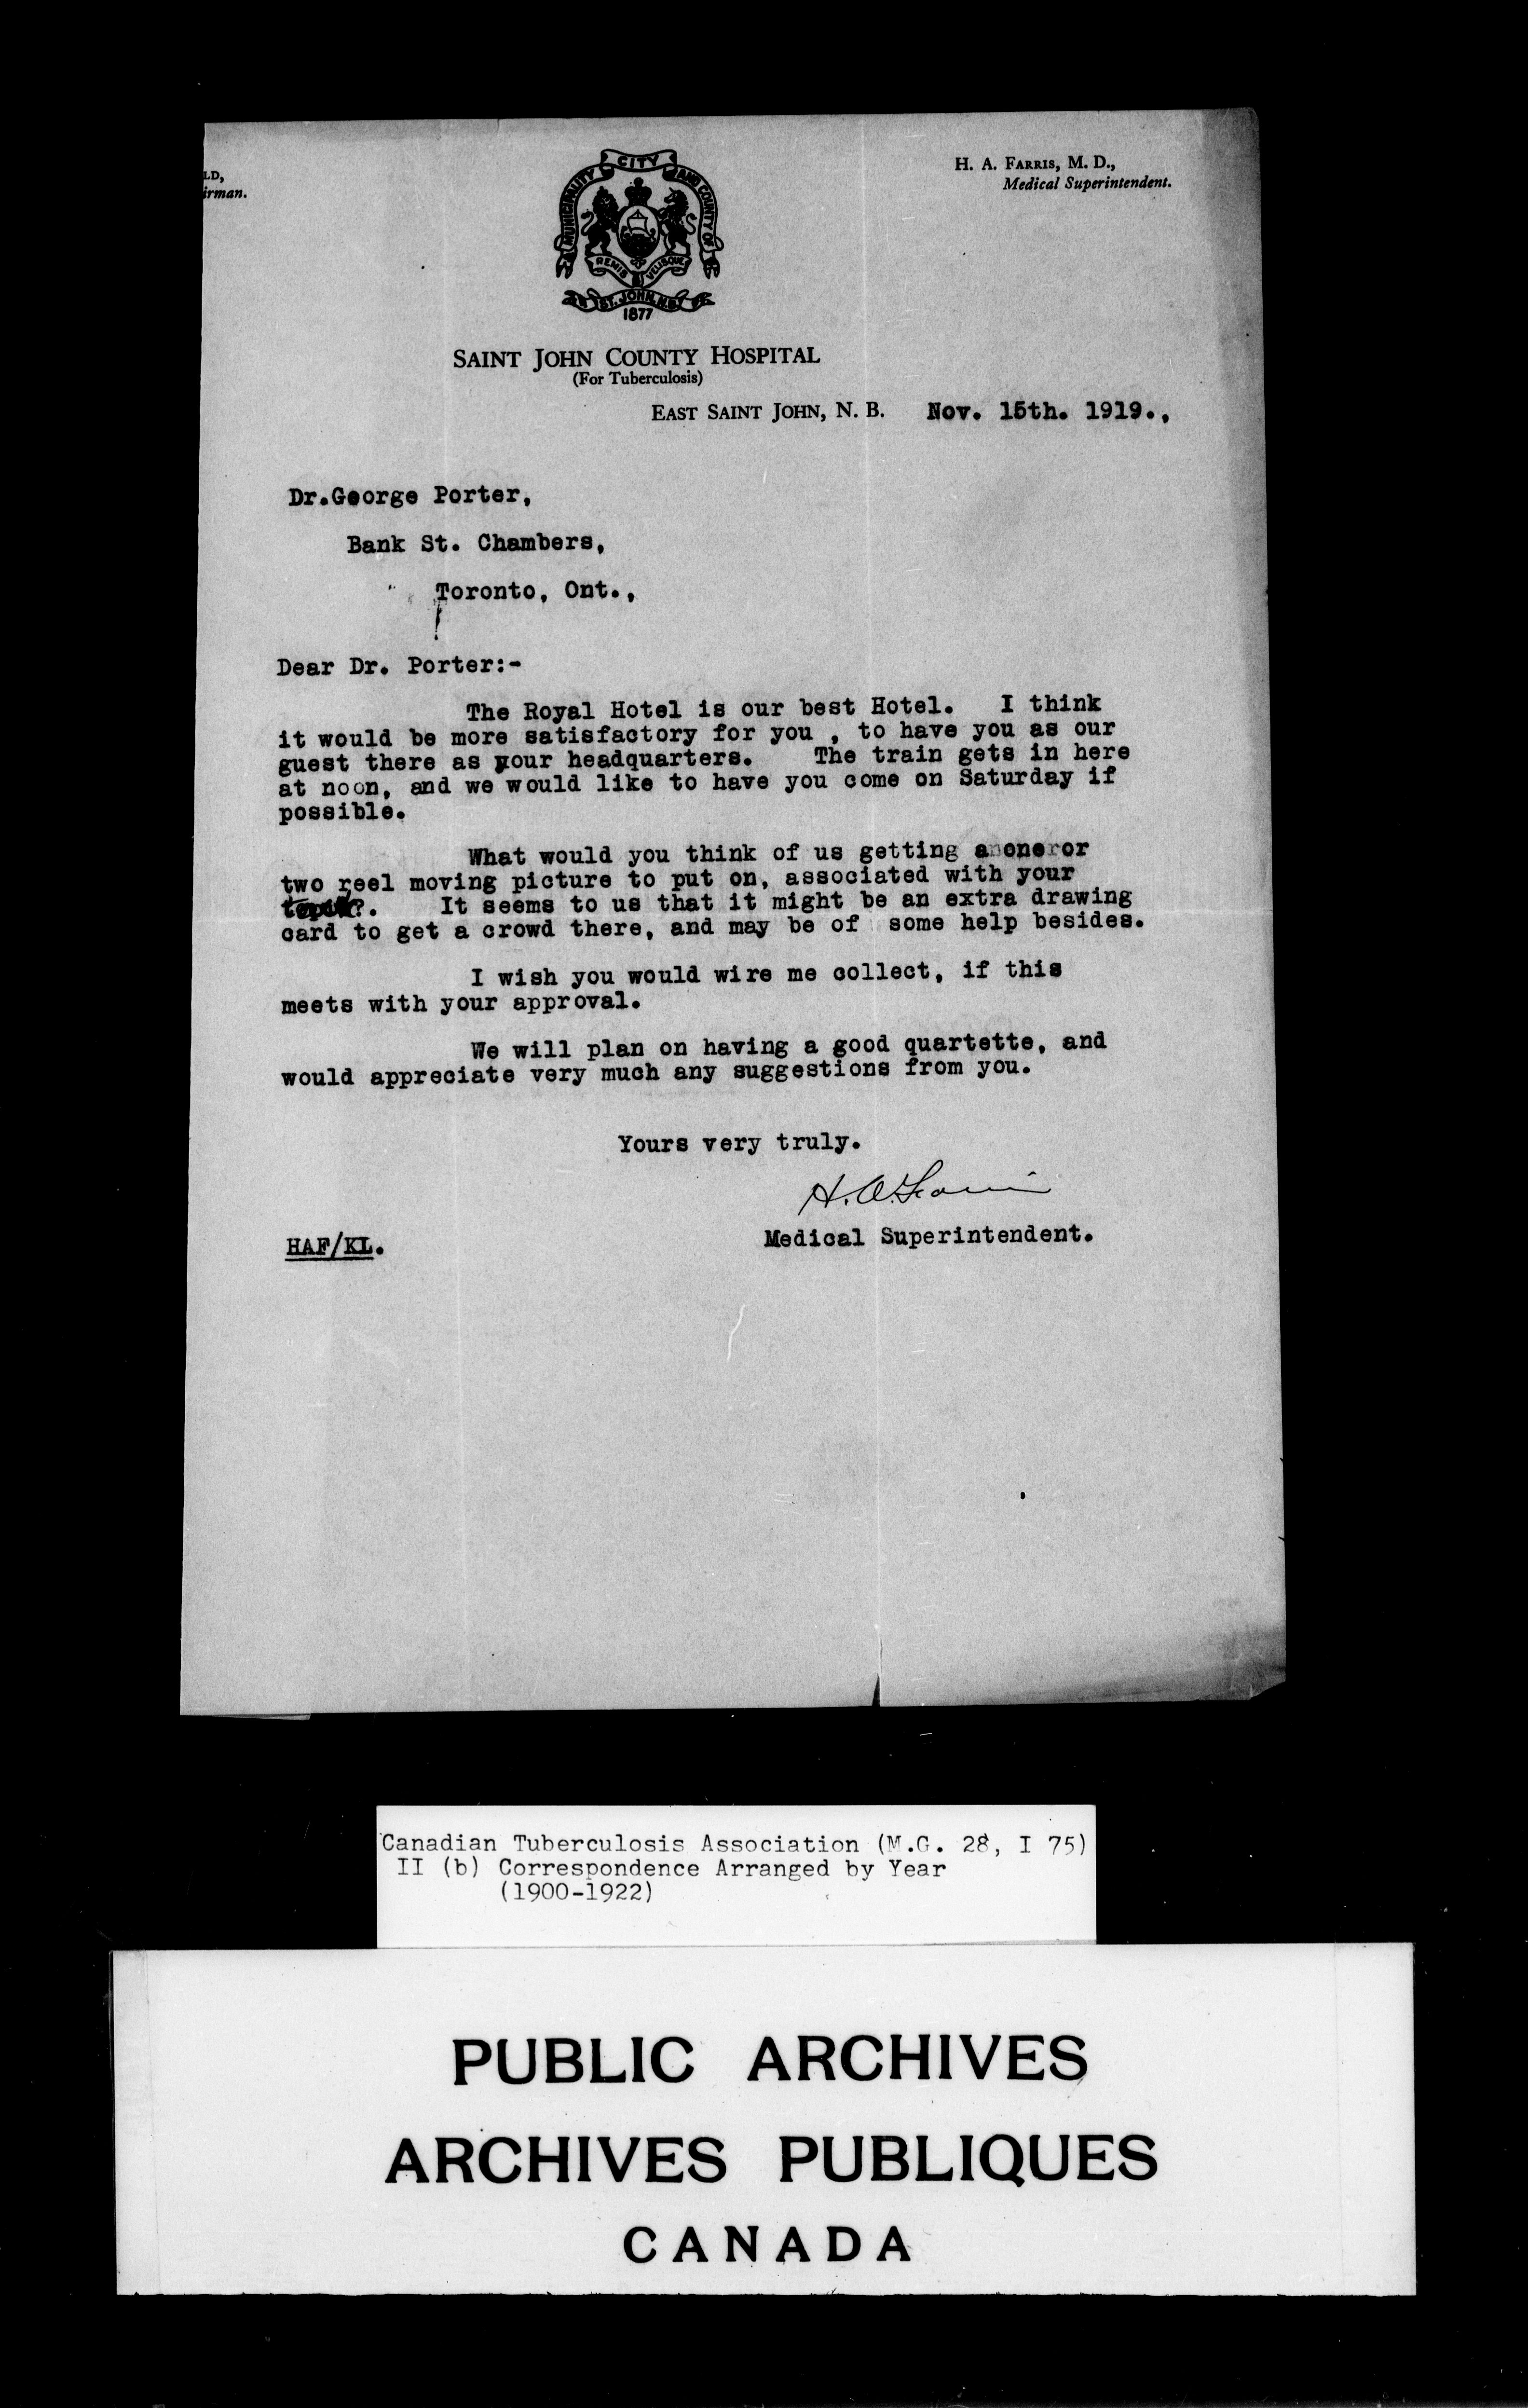 LD,
irman.
MUNICIPALITY CITY AND COUNTY OF
REMIS VELISQUE
ST. JOHN, N.B.
1877
H. A. FARRIS, M. D.,
Medical Superintendent.
SAINT JOHN COUNTY HOSPITAL
(For Tuberculosis)
EAST SAINT JOHN, N. B. Nov. 15th. 1919.,
Dr.George Porter,
Bank St. Chambers,
Toronto, Ont.,
Dear Dr. Porter:-
The Royal Hotel is our best Hotel. I think
it would be more satisfactory for you , to have you as our
guest there as your headquarters. The train gets in here
at noon, and we would like to have you come on Saturday if
possible.
What would you think of us getting a one or
two reel moving picture to put on, associated with your
topic?. It seems to us that it might be an extra drawing
card to get a crowd there, and may be of some help besides.
I wish you would wire me collect, if this
meets with your approval.
We will plan on having a good quartette, and
would appreciate very much any suggestions from you.
Yours very truly.
H.A. Farris
Medical Superintendent.
HAF/KL.
Canadian Tuberculosis Association (M.G. 28, I 75)
II (b) Correspondence Arranged by Year
(1900-1922)
PUBLIC ARCHIVES
ARCHIVES PUBLIQUES
CANADA